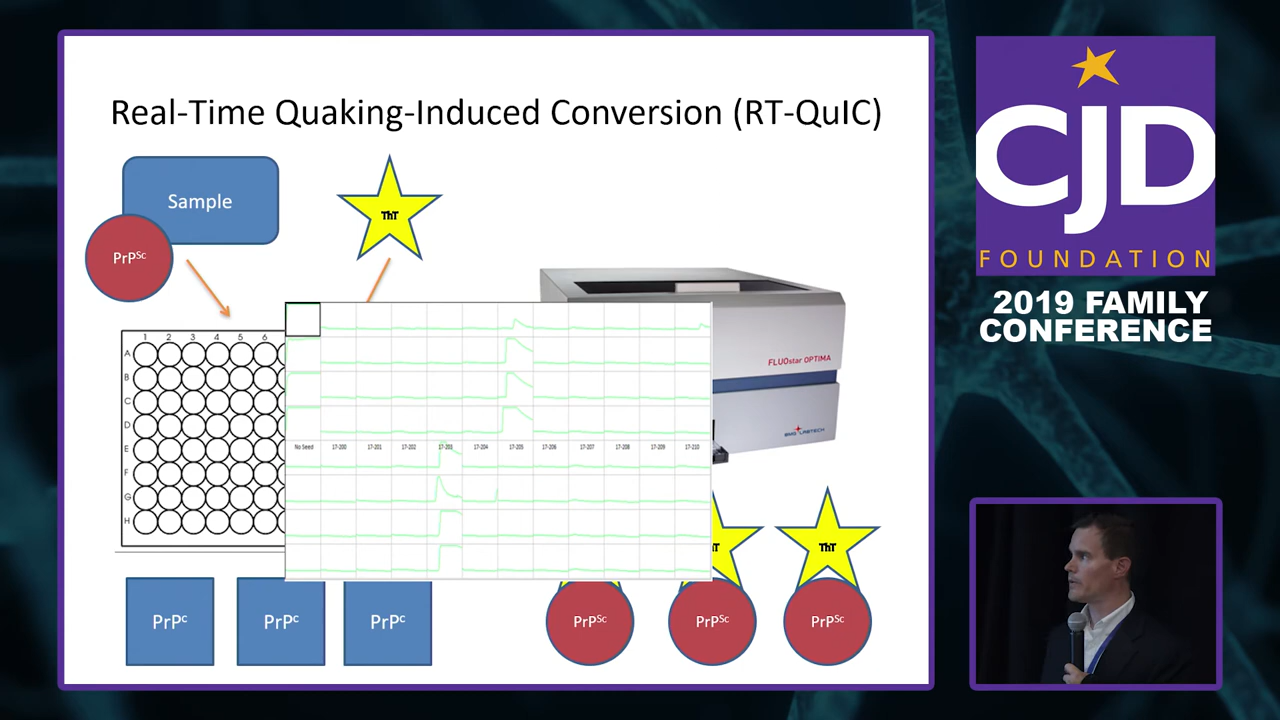 Real-Time Quaking-Induced Conversion (RT-QuIC)
Sample
PrPSc
ThT
1 2 3 4 5 6
A
B
C
D
E
F
G
H
No Seed 17-200 17-201 17-202 17-203 17-204 17-205 17-206 17-207 17-208 17-209 17-210
FLUOstar OPTIMA
BMG LABTECH
ThT
PrPc
PrPc
PrPc
PrPSc
PrPSc
PrPSc
CJD
FOUNDATION
2019 FAMILY
CONFERENCE